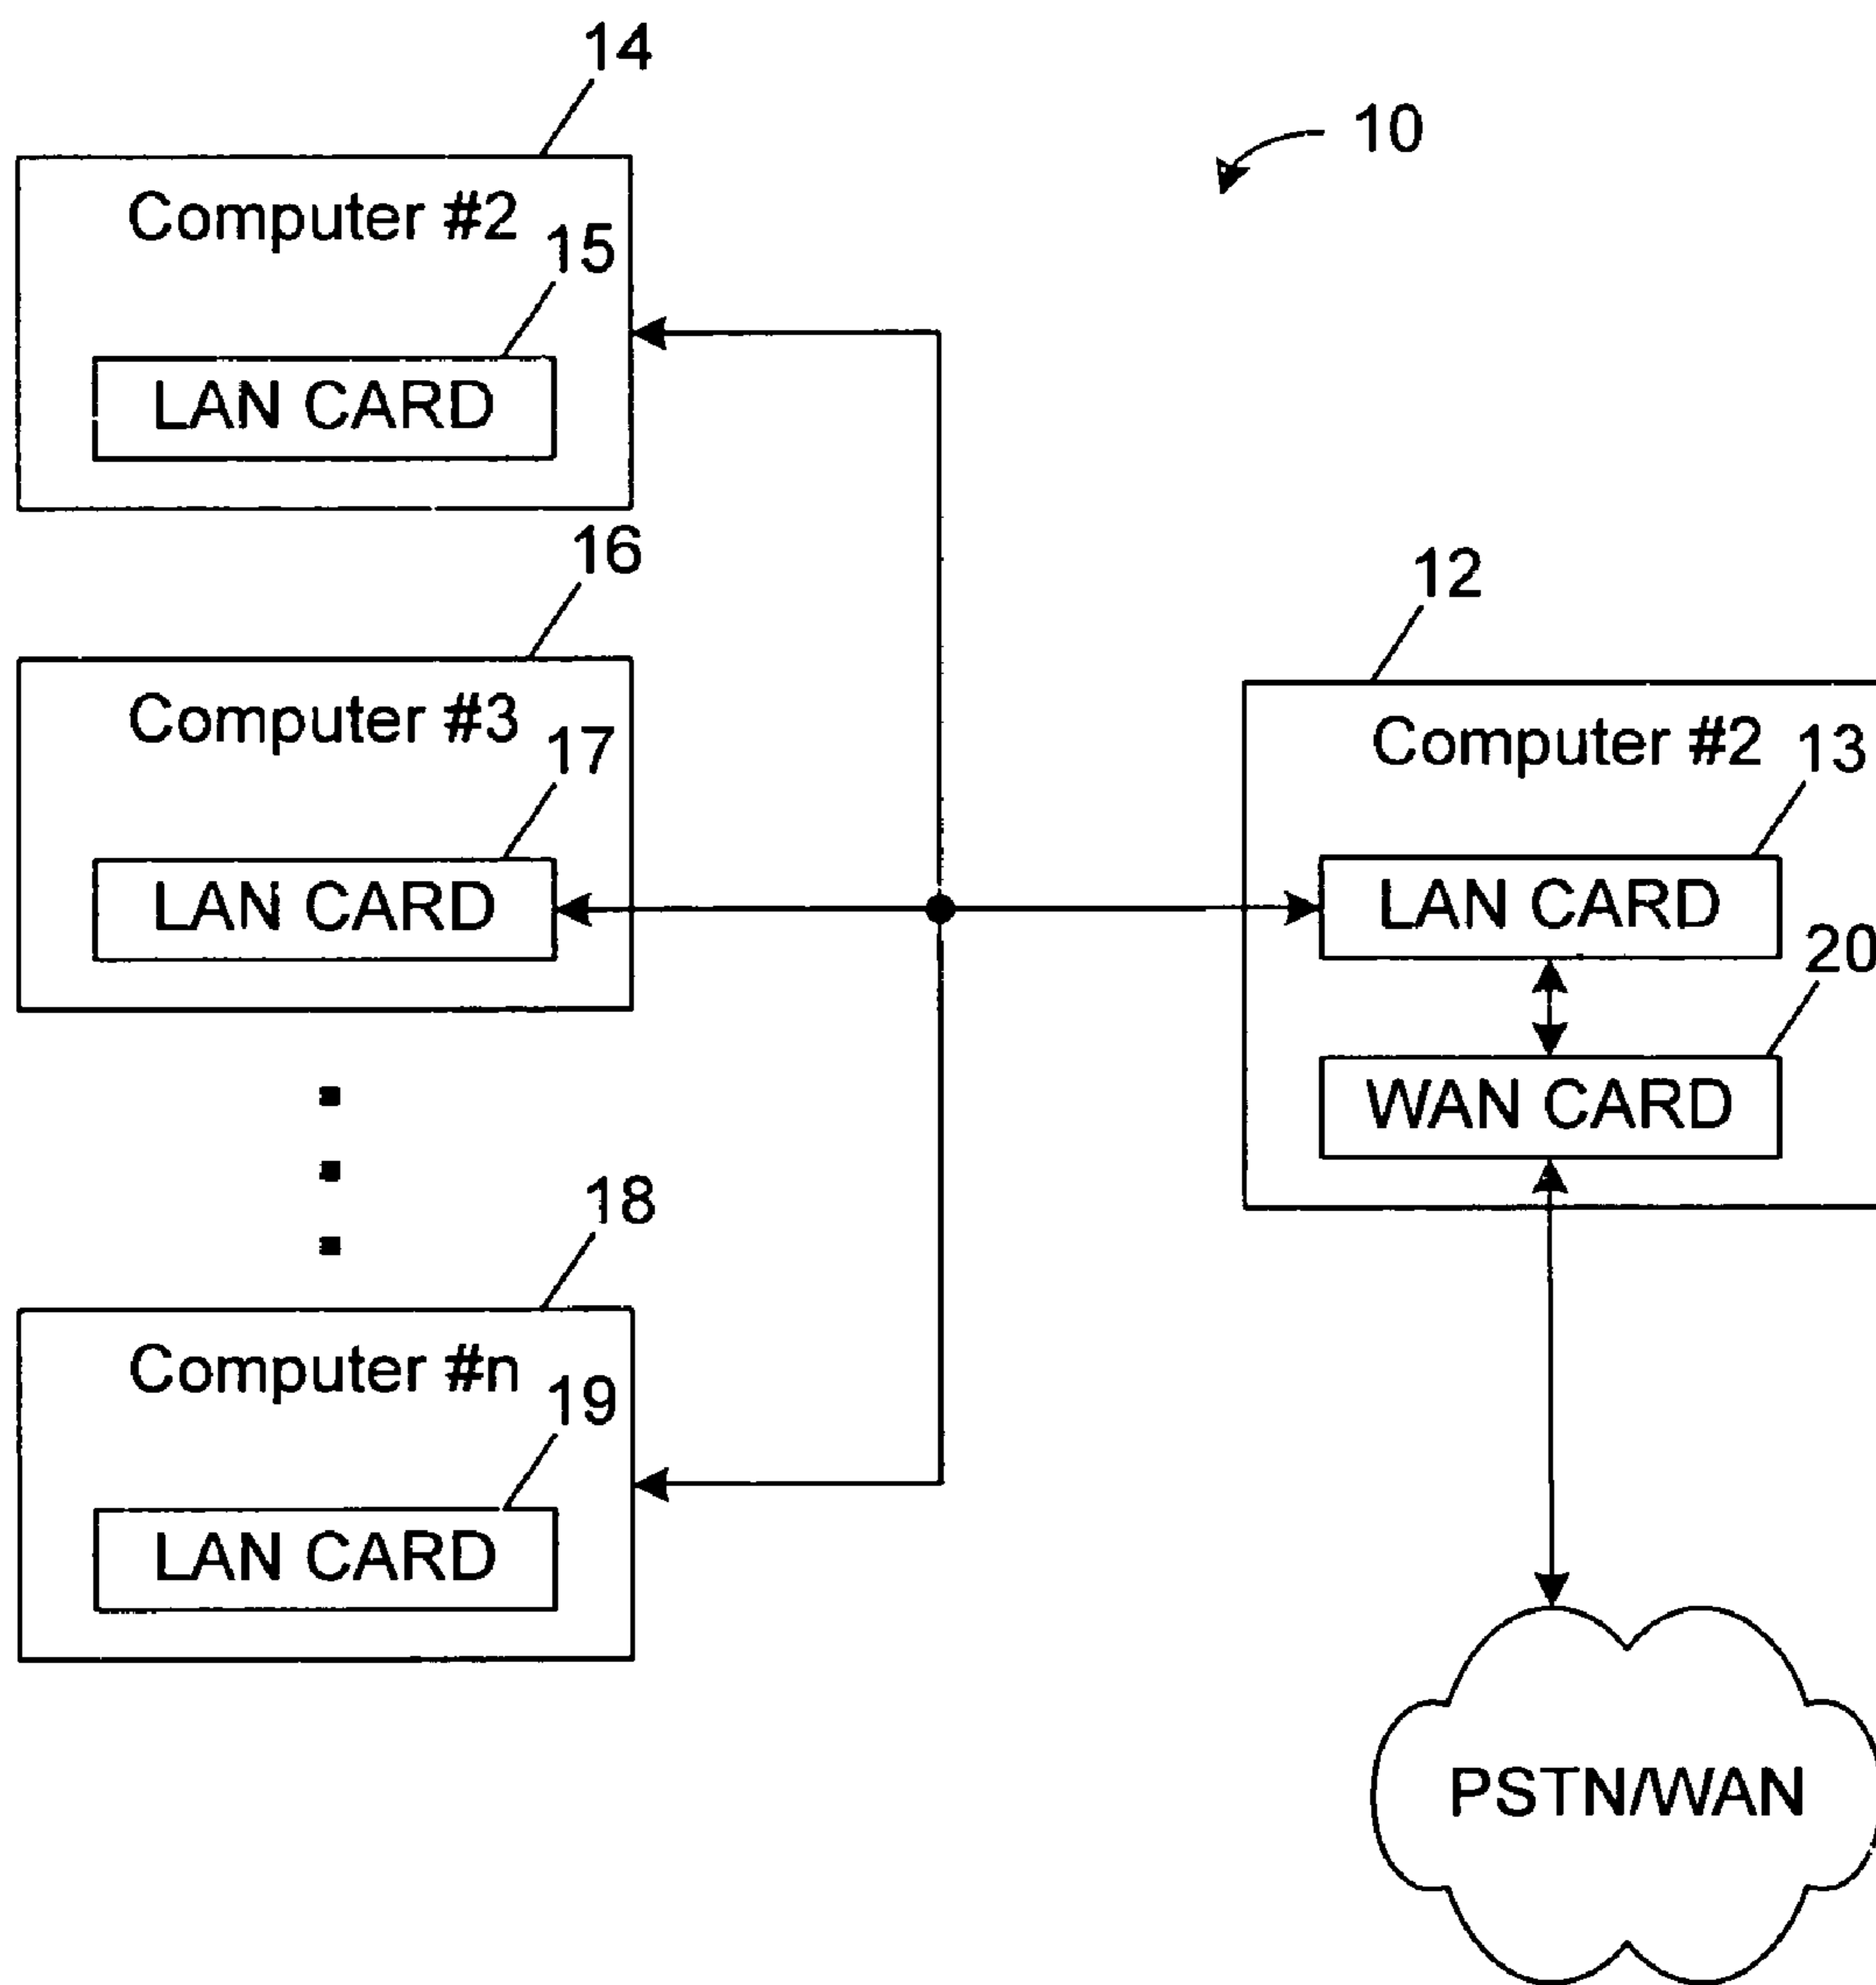 14
10
Computer #2
15
LAN CARD
16
Computer #3
17
LAN CARD
12
Computer #2
13
LAN CARD
20
WAN CARD
18
Computer #n
19
LAN CARD
PSTN/WAN